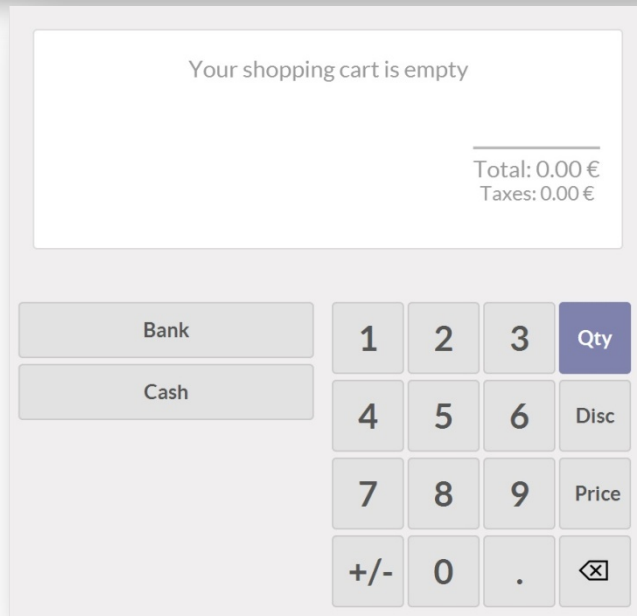 Your shopping cart is empty
Total: 0.00 €
Taxes: 0.00 €
Bank
Cash
1 2 3 Qty
4 5 6 Disc
7 8 9 Price
+/- 0 .